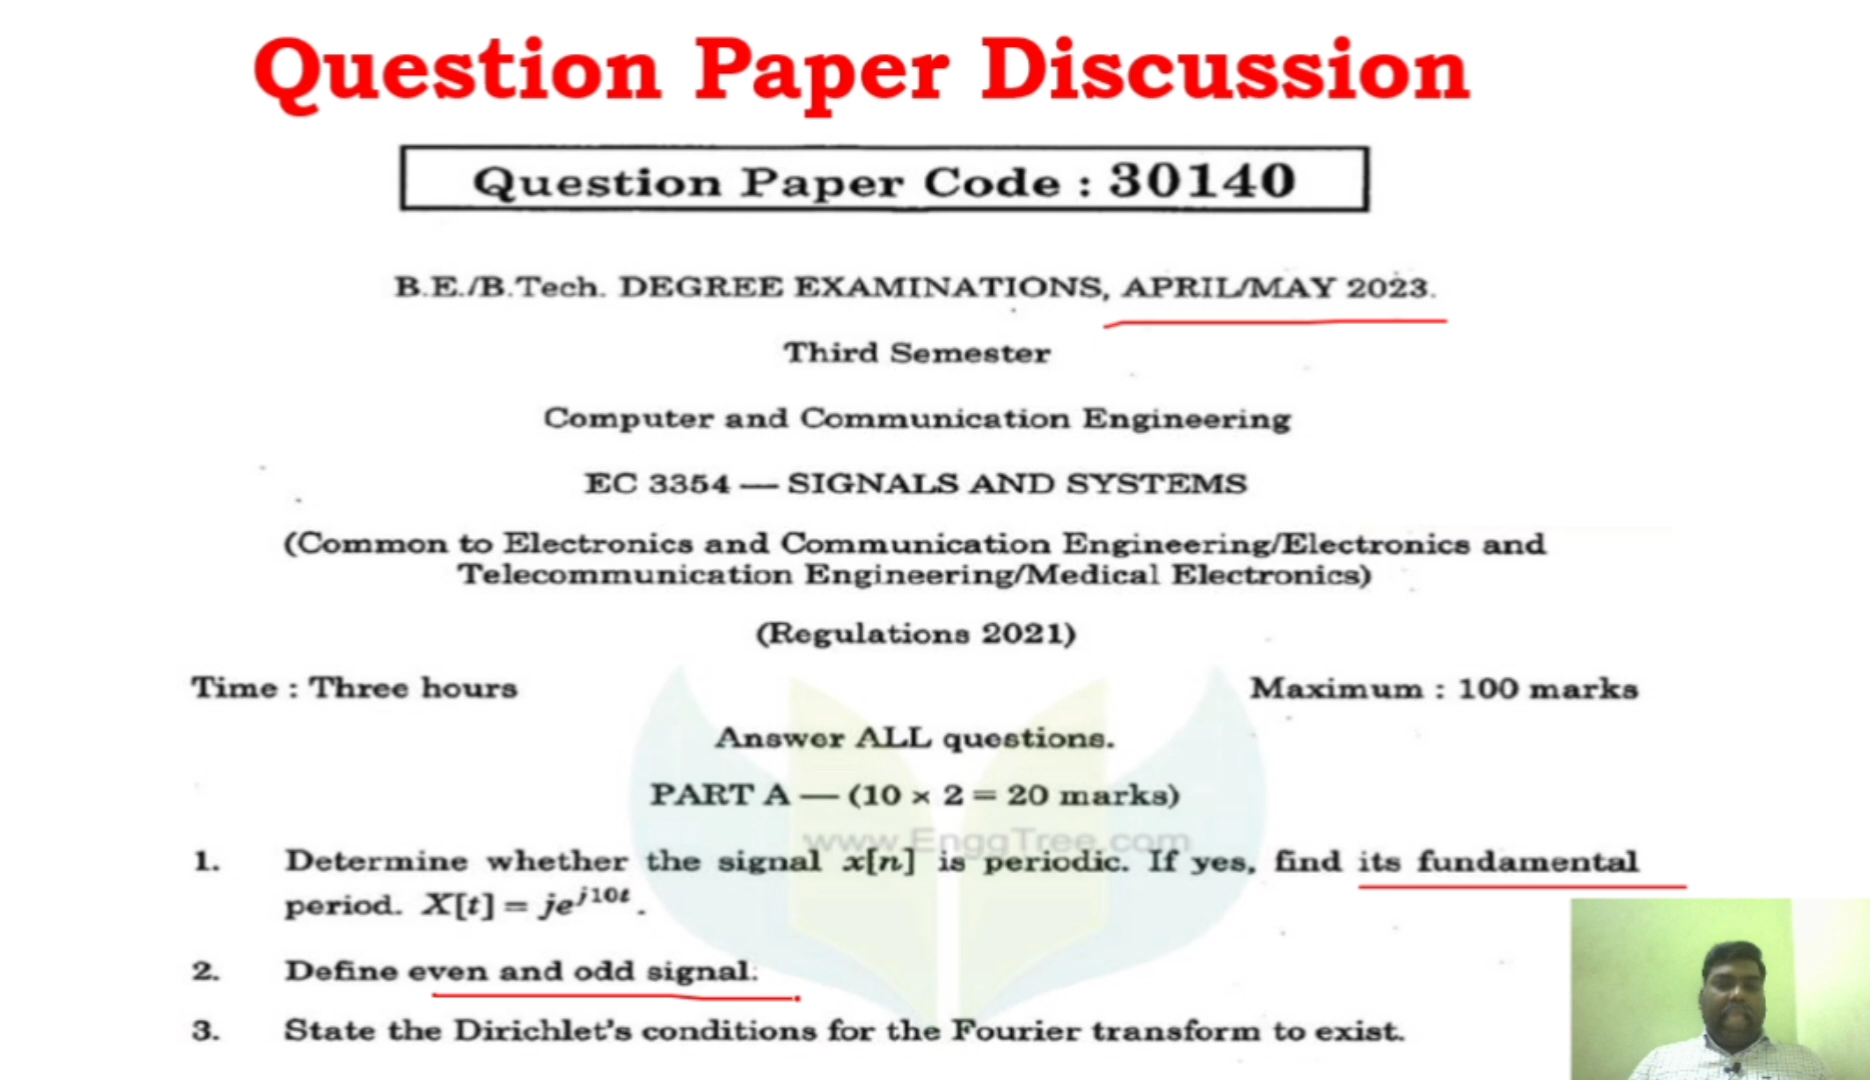 Question Paper Discussion
Question Paper Code : 30140
B.E./B.Tech. DEGREE EXAMINATIONS, APRIL/MAY 2023.
Third Semester
Computer and Communication Engineering
EC 3354 — SIGNALS AND SYSTEMS
(Common to Electronics and Communication Engineering/Electronics and
Telecommunication Engineering/Medical Electronics)
(Regulations 2021)
Time : Three hours Maximum : 100 marks
Answer ALL questions.
PART A — (10 × 2 = 20 marks)
www.EnggTree.com
1. Determine whether the signal x[n] is periodic. If yes, find its fundamental
period. X[t] = je^{j10t}.
2. Define even and odd signal.
3. State the Dirichlet's conditions for the Fourier transform to exist.